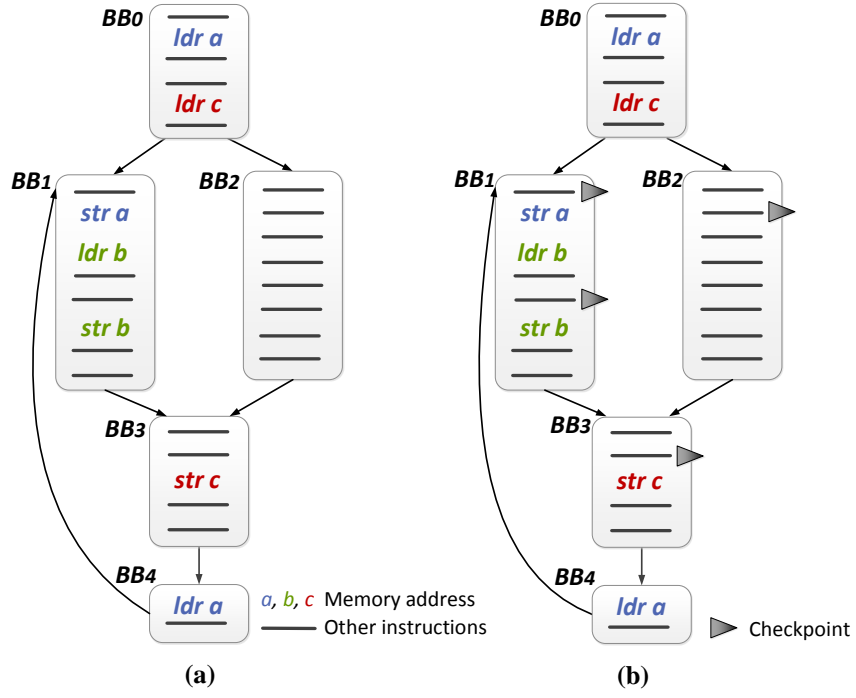 BB0
ldr a
ldr c
BB1
str a
ldr b
str b
BB2
BB3
str c
BB4
ldr a
a, b, c Memory address
Other instructions
(a)
BB0
ldr a
ldr c
BB1
str a
ldr b
str b
BB2
BB3
str c
BB4
ldr a
Checkpoint
(b)